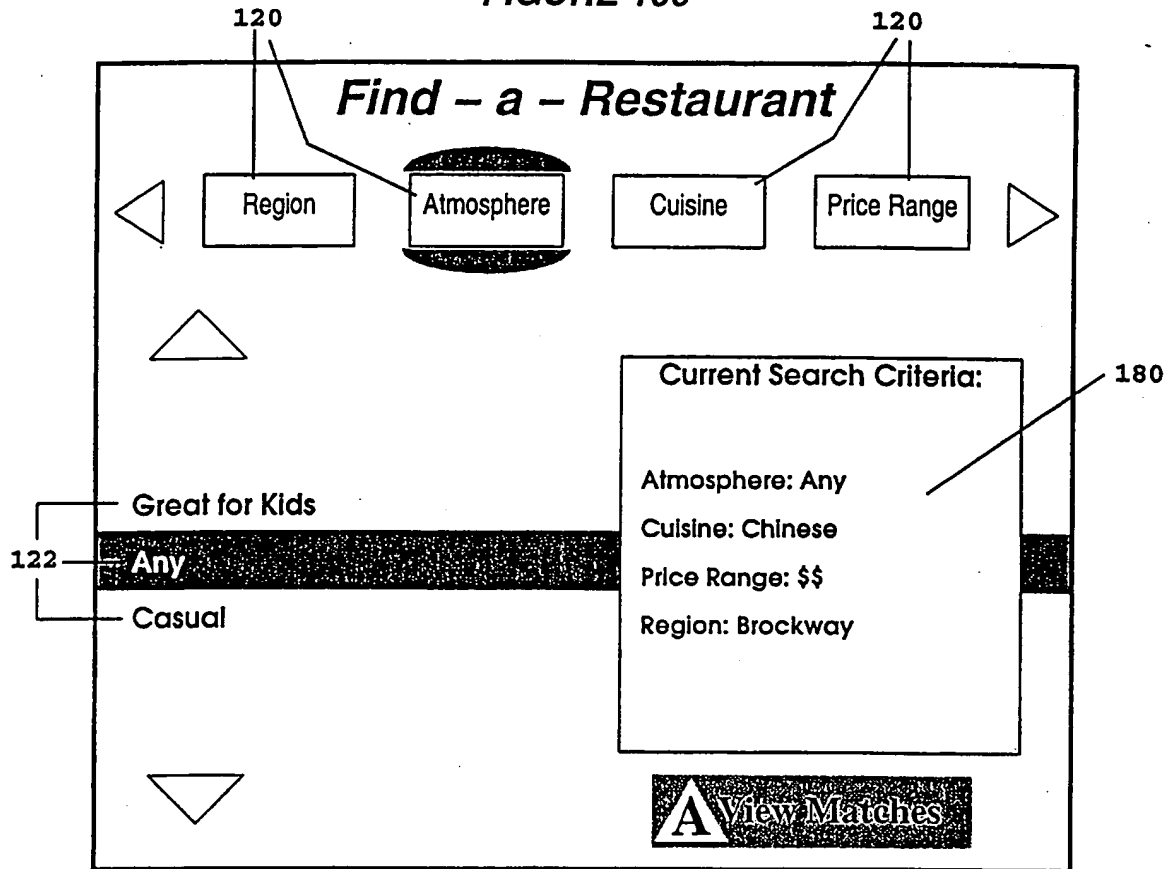 120 120
Find – a – Restaurant
Region Atmosphere Cuisine Price Range
Current Search Criteria:
180
Atmosphere: Any
Great for Kids
Cuisine: Chinese
122 Any
Price Range: $$
Casual
Region: Brockway
A View Matches